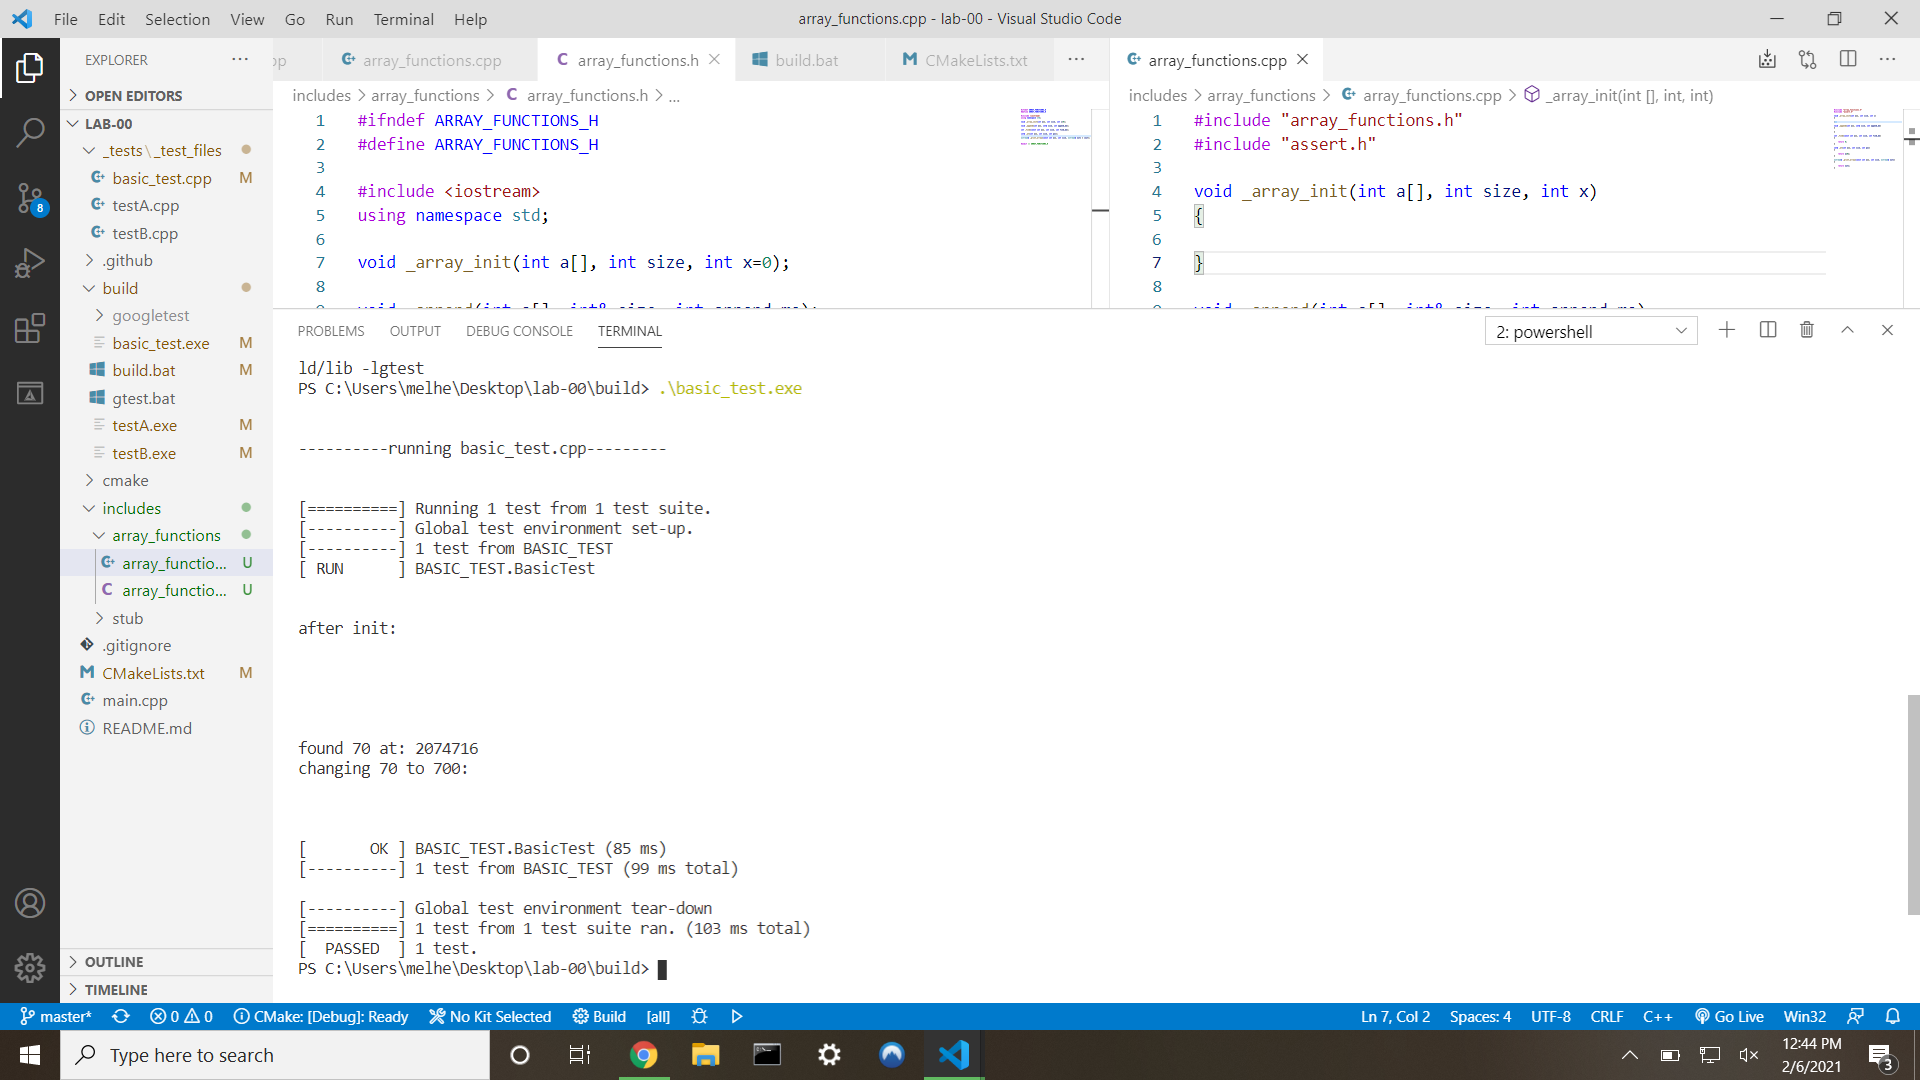 File Edit Selection View Go Run Terminal Help
array_functions.cpp - lab-00 - Visual Studio Code
EXPLORER
OPEN EDITORS
LAB-00
_tests\_test_files
basic_test.cpp M
testA.cpp
testB.cpp
.github
build
googletest
basic_test.exe M
build.bat M
gtest.bat
testA.exe M
testB.exe M
cmake
includes
array_functions
array_functio... U
array_functio... U
stub
.gitignore
CMakeLists.txt M
main.cpp
README.md
OUTLINE
TIMELINE
pp array_functions.cpp array_functions.h build.bat CMakeLists.txt
includes > array_functions > array_functions.h > ...
1 #ifndef ARRAY_FUNCTIONS_H
2 #define ARRAY_FUNCTIONS_H
3
4 #include <iostream>
5 using namespace std;
6
7 void _array_init(int a[], int size, int x=0);
8
array_functions.cpp
includes > array_functions > array_functions.cpp > _array_init(int [], int, int)
1 #include "array_functions.h"
2 #include "assert.h"
3
4 void _array_init(int a[], int size, int x)
5 {
6
7 }
8
PROBLEMS OUTPUT DEBUG CONSOLE TERMINAL
2: powershell
ld/lib -lgtest
PS C:\Users\melhe\Desktop\lab-00\build> .\basic_test.exe
----------running basic_test.cpp---------
[==========] Running 1 test from 1 test suite.
[----------] Global test environment set-up.
[----------] 1 test from BASIC_TEST
[ RUN      ] BASIC_TEST.BasicTest
after init:
found 70 at: 2074716
changing 70 to 700:
[       OK ] BASIC_TEST.BasicTest (85 ms)
[----------] 1 test from BASIC_TEST (99 ms total)
[----------] Global test environment tear-down
[==========] 1 test from 1 test suite ran. (103 ms total)
[  PASSED  ] 1 test.
PS C:\Users\melhe\Desktop\lab-00\build>
8
master* 0 0 CMake: [Debug]: Ready No Kit Selected Build [all]
Ln 7, Col 2 Spaces: 4 UTF-8 CRLF C++ Go Live Win32
Type here to search
12:44 PM
2/6/2021
3